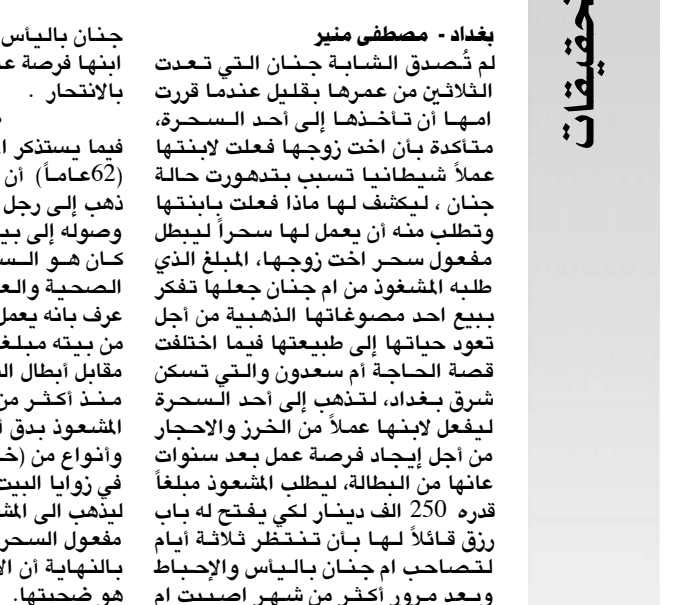 تحقيقات
بغداد - مصطفى منير
لم تُصدق الشابة جنان التي تعدت
الثلاثين من عمرها بقليل عندما قررت
امها أن تأخذها إلى أحد السحرة،
متأكدة بأن اخت زوجها فعلت لابنتها
عملاً شيطانيا تسبب بتدهورت حالة
جنان ، ليكشف لها ماذا فعلت بابنتها
وتطلب منه أن يعمل لها سحراً ليبطل
مفعول سحر اخت زوجها، المبلغ الذي
طلبه المشغوذ من ام جنان جعلها تفكر
ببيع احد مصوغاتها الذهبية من أجل
تعود حياتها إلى طبيعتها فيما اختلفت
قصة الحاجة أم سعدون والتي تسكن
شرق بغداد، لتذهب إلى أحد السحرة
ليفعل لابنها عملاً من الخرز والاحجار
من أجل إيجاد فرصة عمل بعد سنوات
عانها من البطالة، ليطلب المشعوذ مبلغاً
قدره 250 الف دينار لكي يفتح له باب
رزق قائلاً لها بأن تنتظر ثلاثة أيام
لتصاحب ام جنان باليأس والإحباط
وبعد مرور أكثر من شهر اصيبت ام
جنان باليأس
ابنها فرصة
بالانتحار .
فيما يستذكر
(62عاماً) أن
ذهب إلى رجل
وصوله إلى
كان هو
الصحية
عرف بانه يعمل
من بيته
مقابل أبطال
منذ أكثر من
المشعوذ بدق
وأنواع من
في زوايا البيت
ليذهب الى
مفعول السحر
بالنهاية أن
هو ضحيتها.